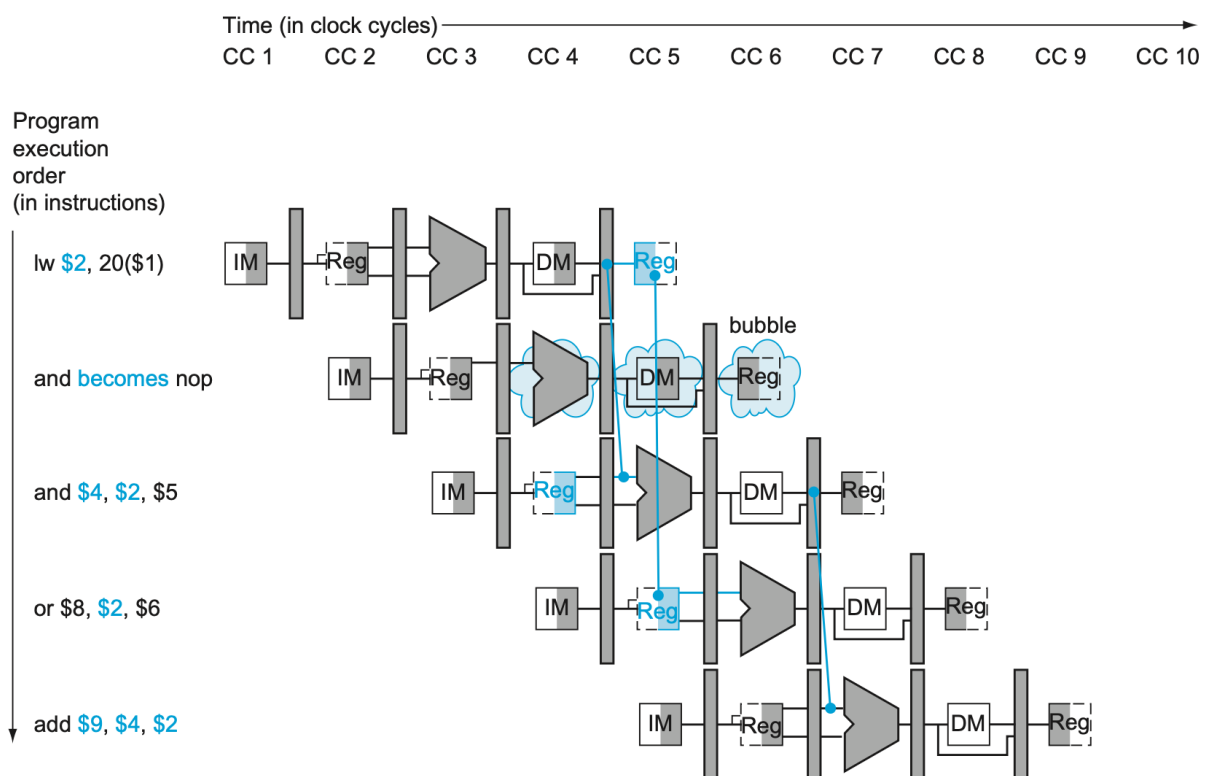 Time (in clock cycles)
CC 1 CC 2 CC 3 CC 4 CC 5 CC 6 CC 7 CC 8 CC 9 CC 10
Program
execution
order
(in instructions)
lw $2, 20($1) IM Reg DM Reg
bubble
and becomes nop IM Reg DM Reg
and $4, $2, $5 IM Reg DM Reg
or $8, $2, $6 IM Reg DM Reg
add $9, $4, $2 IM Reg DM Reg